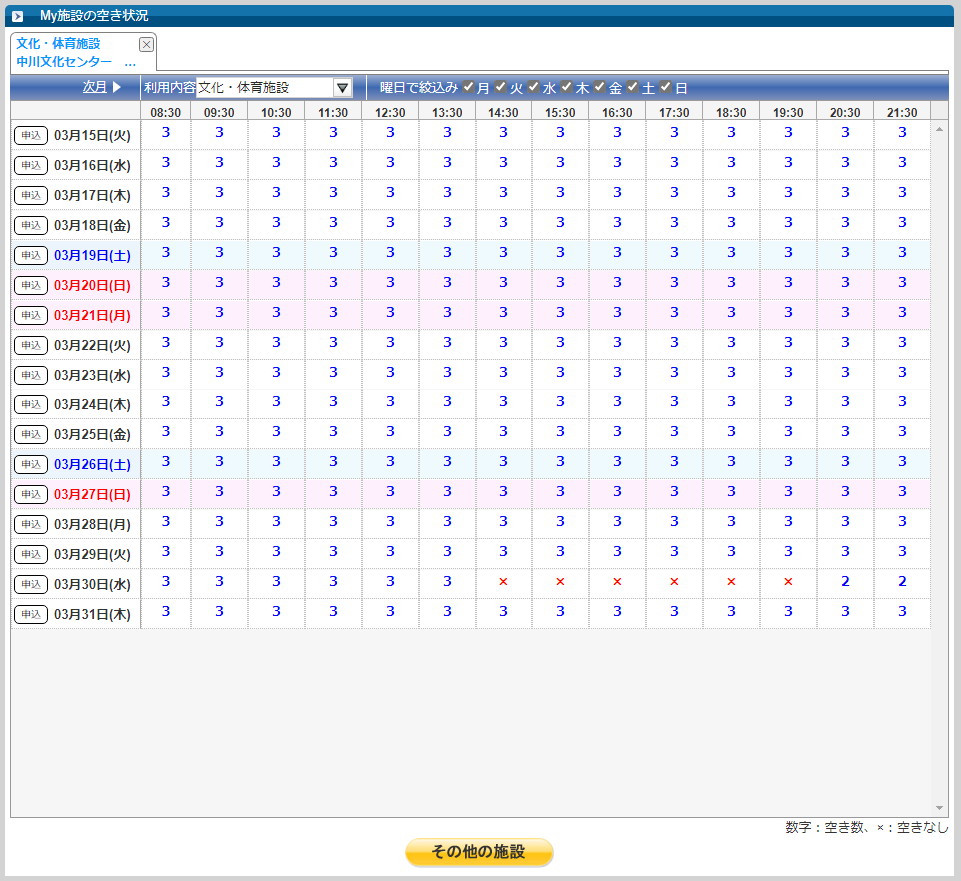 My施設の空き状況
文化・体育施設
中川文化センター …
次月 利用内容 文化・体育施設 曜日で絞込み 月 火 水 木 金 土 日
08:30 09:30 10:30 11:30 12:30 13:30 14:30 15:30 16:30 17:30 18:30 19:30 20:30 21:30
申込 03月15日(火) 3 3 3 3 3 3 3 3 3 3 3 3 3 3
申込 03月16日(水) 3 3 3 3 3 3 3 3 3 3 3 3 3 3
申込 03月17日(木) 3 3 3 3 3 3 3 3 3 3 3 3 3 3
申込 03月18日(金) 3 3 3 3 3 3 3 3 3 3 3 3 3 3
申込 03月19日(土) 3 3 3 3 3 3 3 3 3 3 3 3 3 3
申込 03月20日(日) 3 3 3 3 3 3 3 3 3 3 3 3 3 3
申込 03月21日(月) 3 3 3 3 3 3 3 3 3 3 3 3 3 3
申込 03月22日(火) 3 3 3 3 3 3 3 3 3 3 3 3 3 3
申込 03月23日(水) 3 3 3 3 3 3 3 3 3 3 3 3 3 3
申込 03月24日(木) 3 3 3 3 3 3 3 3 3 3 3 3 3 3
申込 03月25日(金) 3 3 3 3 3 3 3 3 3 3 3 3 3 3
申込 03月26日(土) 3 3 3 3 3 3 3 3 3 3 3 3 3 3
申込 03月27日(日) 3 3 3 3 3 3 3 3 3 3 3 3 3 3
申込 03月28日(月) 3 3 3 3 3 3 3 3 3 3 3 3 3 3
申込 03月29日(火) 3 3 3 3 3 3 3 3 3 3 3 3 3 3
申込 03月30日(水) 3 3 3 3 3 3 × × × × × × 2 2
申込 03月31日(木) 3 3 3 3 3 3 3 3 3 3 3 3 3 3
数字：空き数、×：空きなし
その他の施設